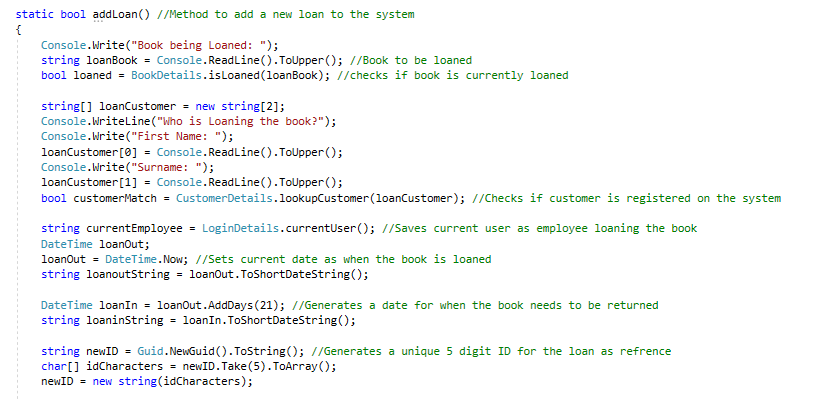 static bool addLoan() //Method to add a new loan to the system
{
Console.Write("Book being Loaned: ");
string loanBook = Console.ReadLine().ToUpper(); //Book to be loaned
bool loaned = BookDetails.isLoaned(loanBook); //checks if book is currently loaned
string[] loanCustomer = new string[2];
Console.WriteLine("Who is Loaning the book?");
Console.Write("First Name: ");
loanCustomer[0] = Console.ReadLine().ToUpper();
Console.Write("Surname: ");
loanCustomer[1] = Console.ReadLine().ToUpper();
bool customerMatch = CustomerDetails.lookupCustomer(loanCustomer); //Checks if customer is registered on the system
string currentEmployee = LoginDetails.currentUser(); //Saves current user as employee loaning the book
DateTime loanOut;
loanOut = DateTime.Now; //Sets current date as when the book is loaned
string loanoutString = loanOut.ToShortDateString();
DateTime loanIn = loanOut.AddDays(21); //Generates a date for when the book needs to be returned
string loaninString = loanIn.ToShortDateString();
string newID = Guid.NewGuid().ToString(); //Generates a unique 5 digit ID for the loan as refrence
char[] idCharacters = newID.Take(5).ToArray();
newID = new string(idCharacters);